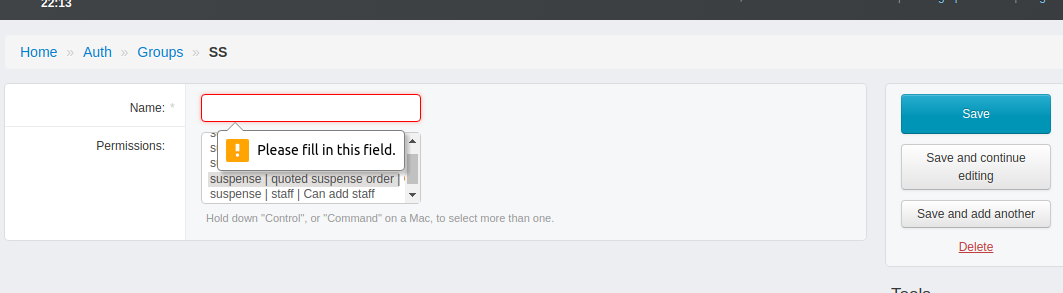 22:13
Home » Auth » Groups » SS
Name: *
Please fill in this field.
Permissions:
suspense | quoted suspense order |
suspense | staff | Can add staff
Hold down "Control", or "Command" on a Mac, to select more than one.
Save
Save and continue
editing
Save and add another
Delete
Tools